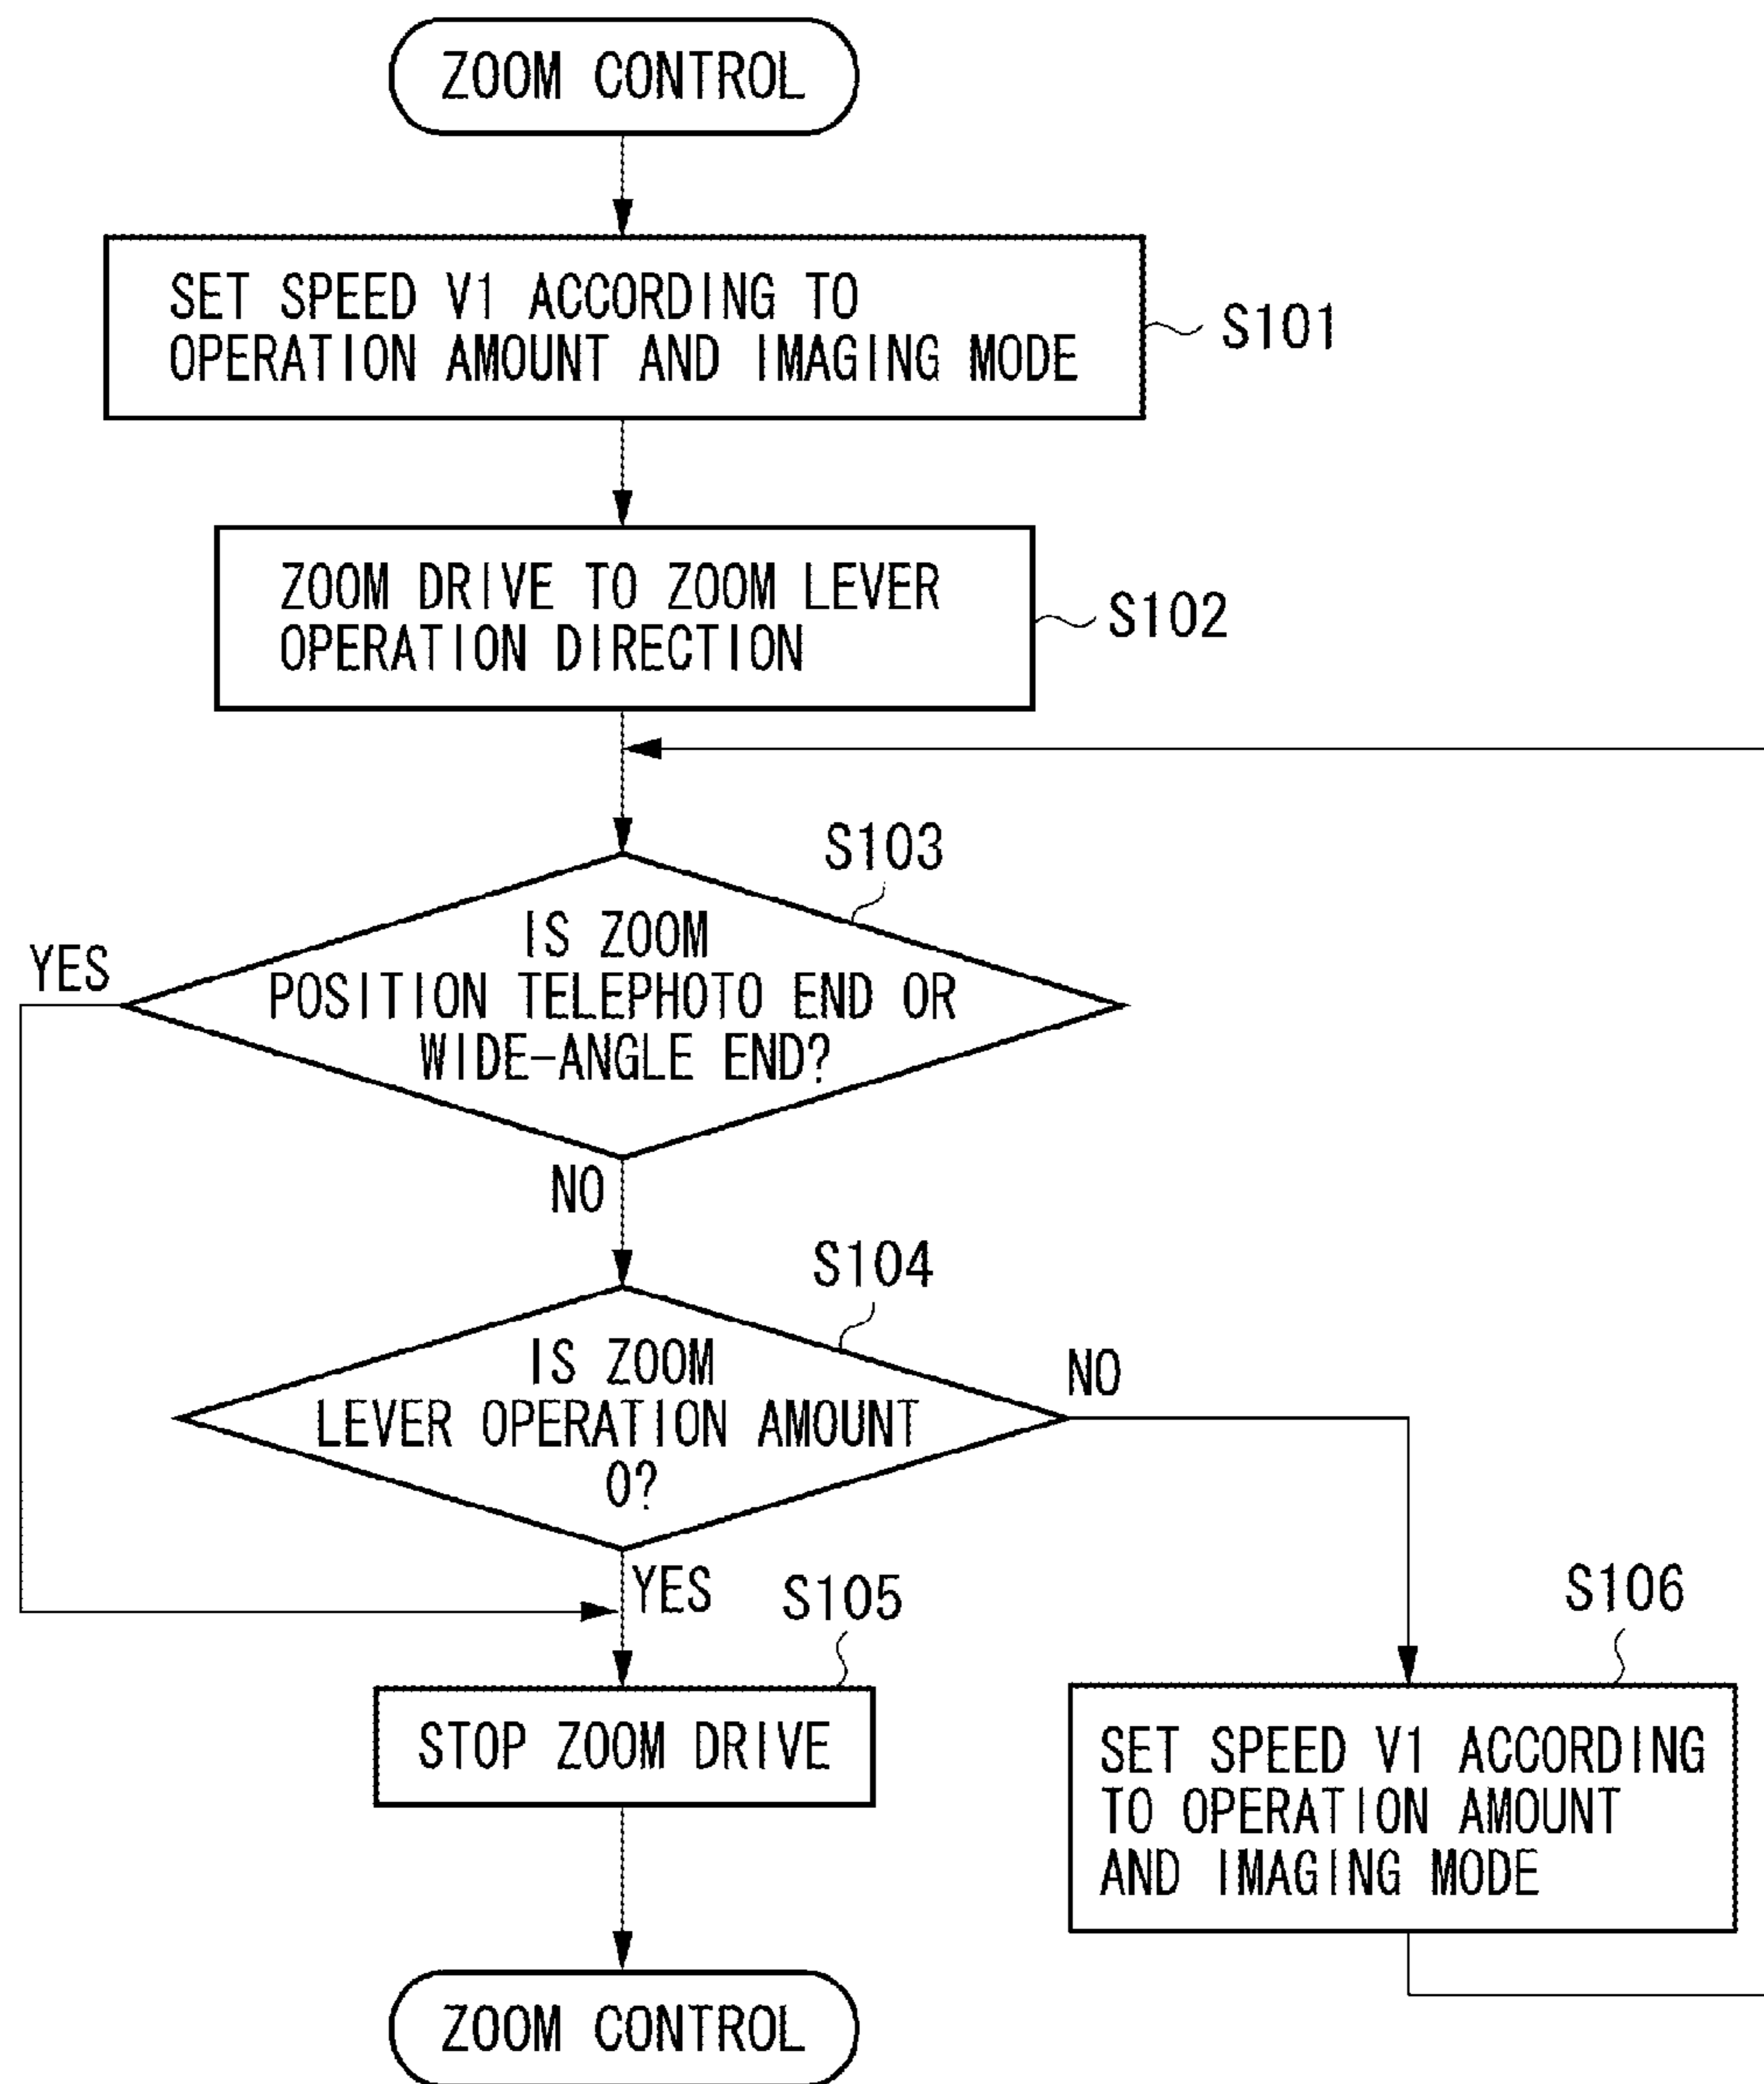 ZOOM CONTROL
SET SPEED V1 ACCORDING TO
OPERATION AMOUNT AND IMAGING MODE
S101
ZOOM DRIVE TO ZOOM LEVER
OPERATION DIRECTION
S102
S103
IS ZOOM
POSITION TELEPHOTO END OR
WIDE-ANGLE END?
YES
NO
S104
IS ZOOM
LEVER OPERATION AMOUNT
0?
NO
YES
S105
STOP ZOOM DRIVE
S106
SET SPEED V1 ACCORDING
TO OPERATION AMOUNT
AND IMAGING MODE
ZOOM CONTROL